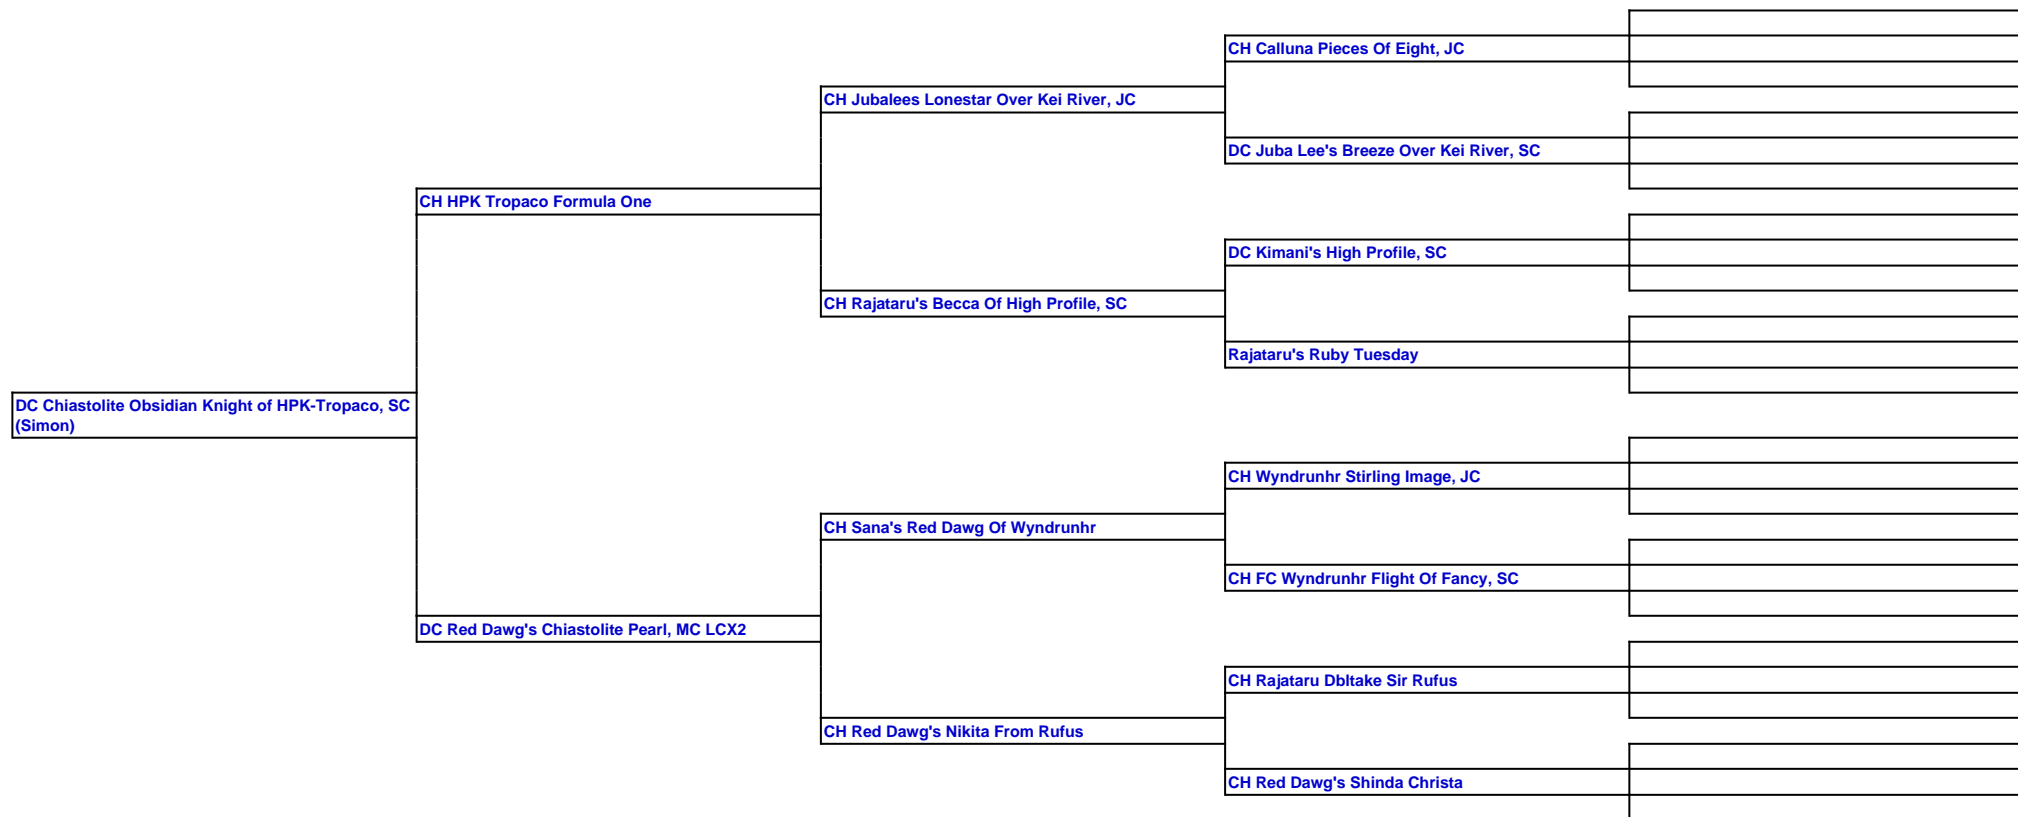 CH Calluna Pieces Of Eight, JC
CH Jubalees Lonestar Over Kei River, JC
DC Juba Lee's Breeze Over Kei River, SC
CH HPK Tropaco Formula One
DC Kimani's High Profile, SC
CH Rajataru's Becca Of High Profile, SC
Rajataru's Ruby Tuesday
DC Chiastolite Obsidian Knight of HPK-Tropaco, SC
(Simon)
CH Wyndrunhr Stirling Image, JC
CH Sana's Red Dawg Of Wyndrunhr
CH FC Wyndrunhr Flight Of Fancy, SC
DC Red Dawg's Chiastolite Pearl, MC LCX2
CH Rajataru Dbltake Sir Rufus
CH Red Dawg's Nikita From Rufus
CH Red Dawg's Shinda Christa